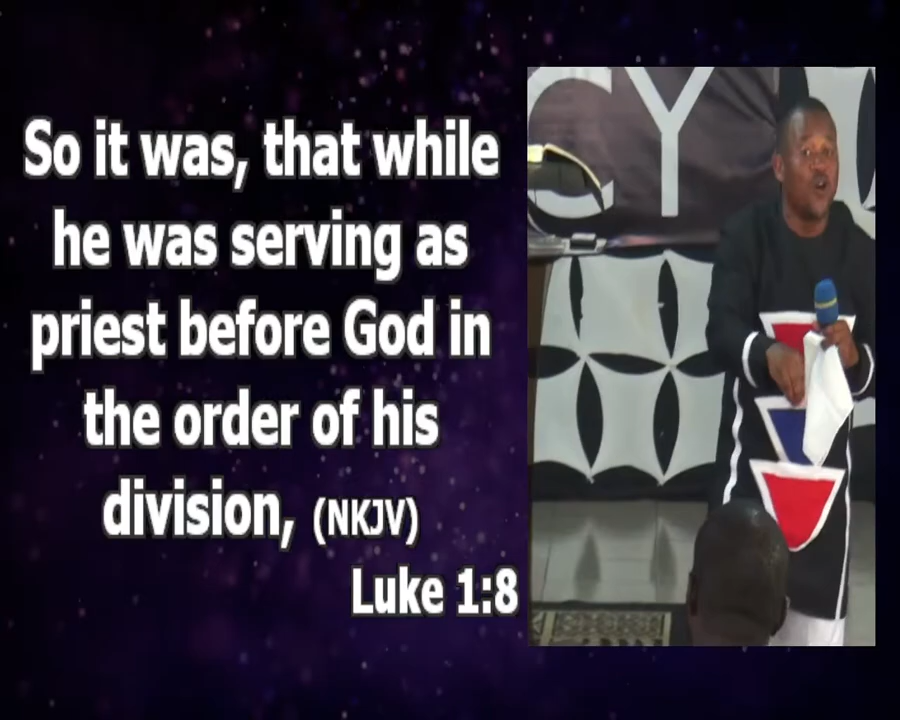 So it was, that while
he was serving as
priest before God in
the order of his
division, (NKJV)
Luke 1:8
CY